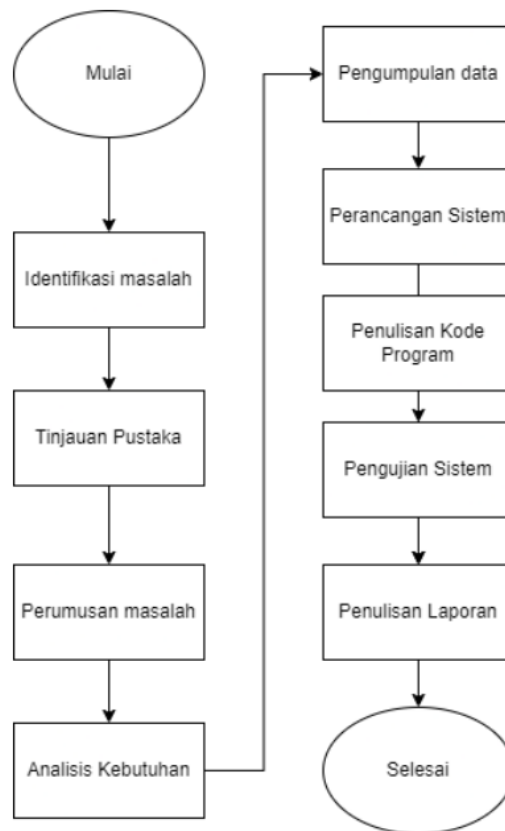 Mulai
Identifikasi masalah
Tinjauan Pustaka
Perumusan masalah
Analisis Kebutuhan
Pengumpulan data
Perancangan Sistem
Penulisan Kode
Program
Pengujian Sistem
Penulisan Laporan
Selesai